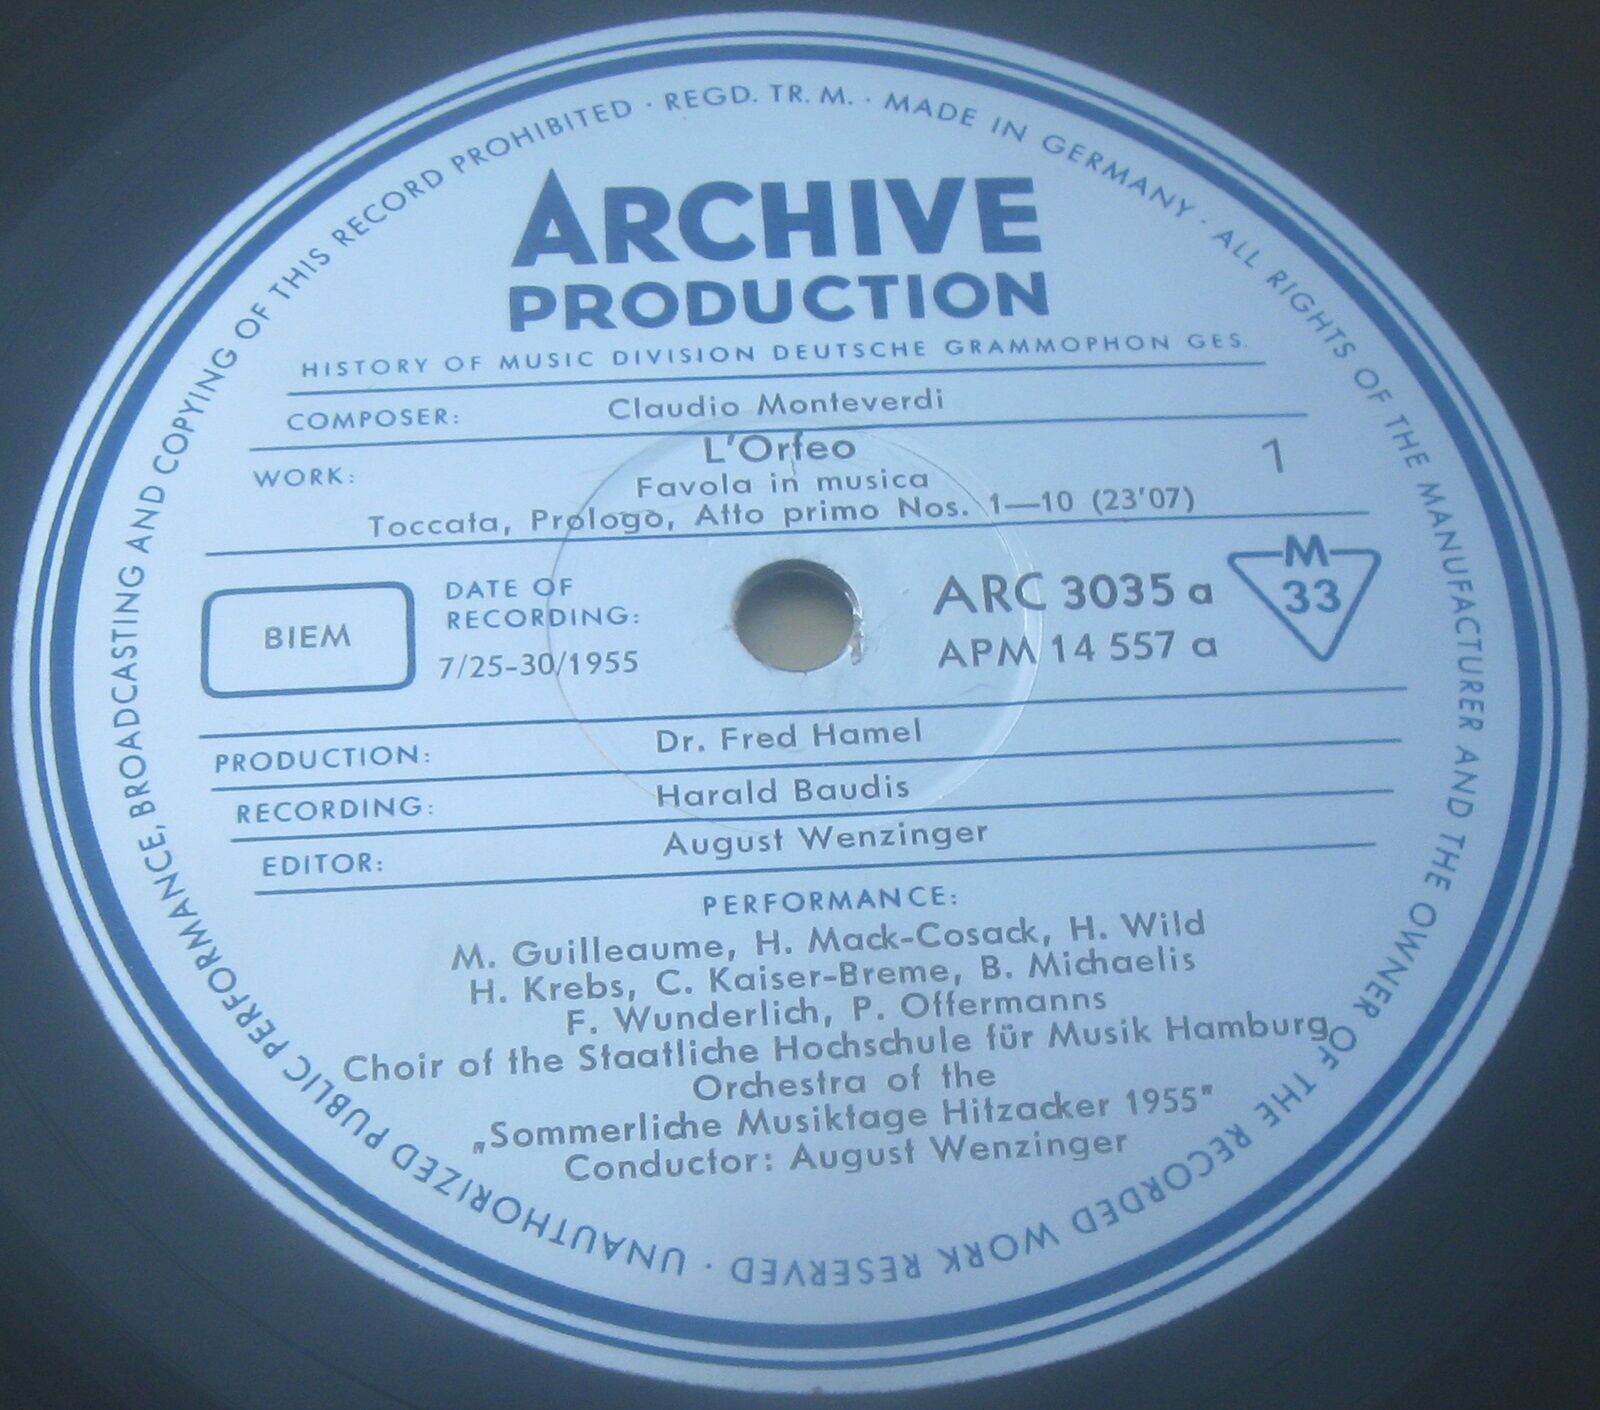 ARCHIVE
PRODUCTION
HISTORY OF MUSIC DIVISION DEUTSCHE GRAMMOPHON GES.
COMPOSER: Claudio Monteverdi
WORK: L'Orfeo 1
Favola in musica
Toccata, Prologo, Atto primo Nos. 1—10 (23'07)
BIEM
DATE OF
RECORDING:
7/25-30/1955
ARC 3035 a
APM 14 557 a
M
33
PRODUCTION: Dr. Fred Hamel
RECORDING: Harald Baudis
EDITOR: August Wenzinger
PERFORMANCE:
M. Guilleaume, H. Mack-Cosack, H. Wild
H. Krebs, C. Kaiser-Breme, B. Michaelis
F. Wunderlich, P. Offermanns
Choir of the Staatliche Hochschule für Musik Hamburg
Orchestra of the
„Sommerliche Musiktage Hitzacker 1955"
Conductor: August Wenzinger
REGD. TR. M. · MADE IN GERMANY · ALL RIGHTS OF THE MANUFACTURER AND THE OWNER OF THE RECORDED WORK RESERVED · UNAUTHORIZED PUBLIC PERFORMANCE, BROADCASTING AND COPYING OF THIS RECORD PROHIBITED ·